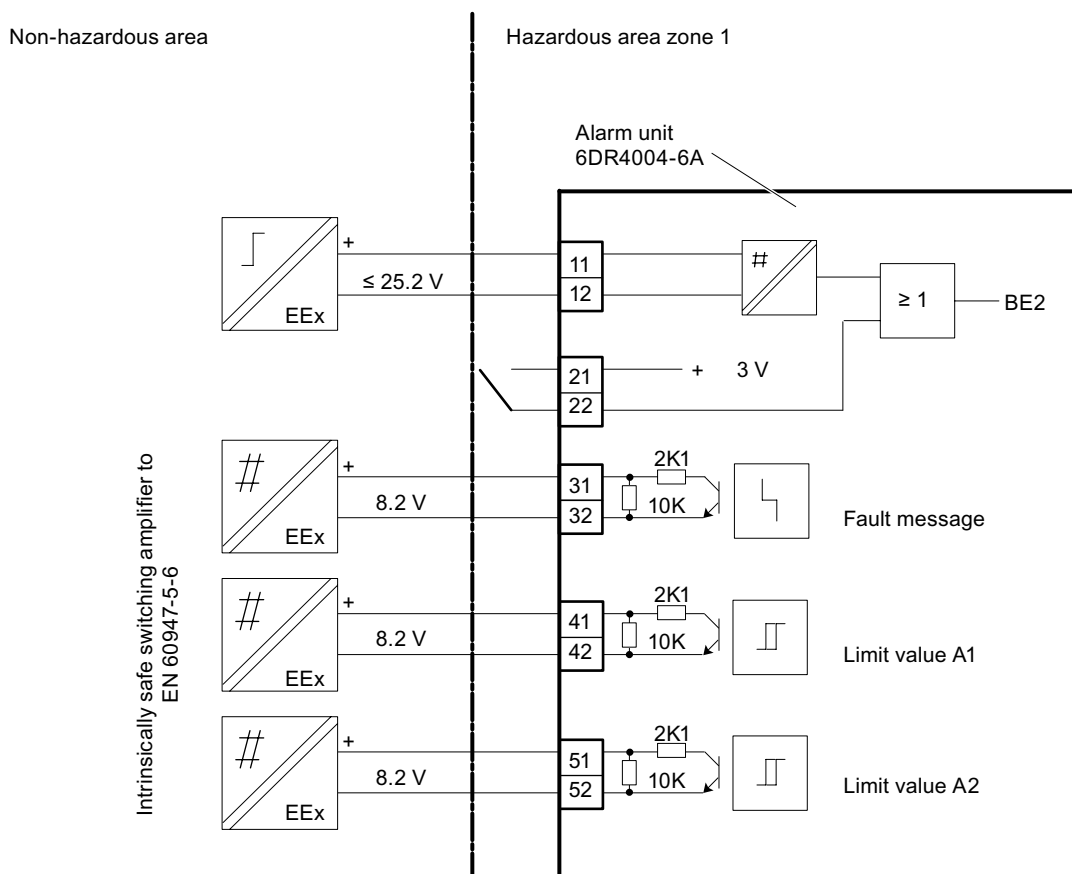 Non-hazardous area
Hazardous area zone 1
Alarm unit
6DR4004-6A
+
≤ 25.2 V
EEx
11
12
#
≥ 1
BE2
21
22
+ 3 V
Intrinsically safe switching amplifier to
EN 60947-5-6
#
+
8.2 V
EEx
31
32
2K1
10K
Fault message
#
+
8.2 V
EEx
41
42
2K1
10K
Limit value A1
#
+
8.2 V
EEx
51
52
2K1
10K
Limit value A2